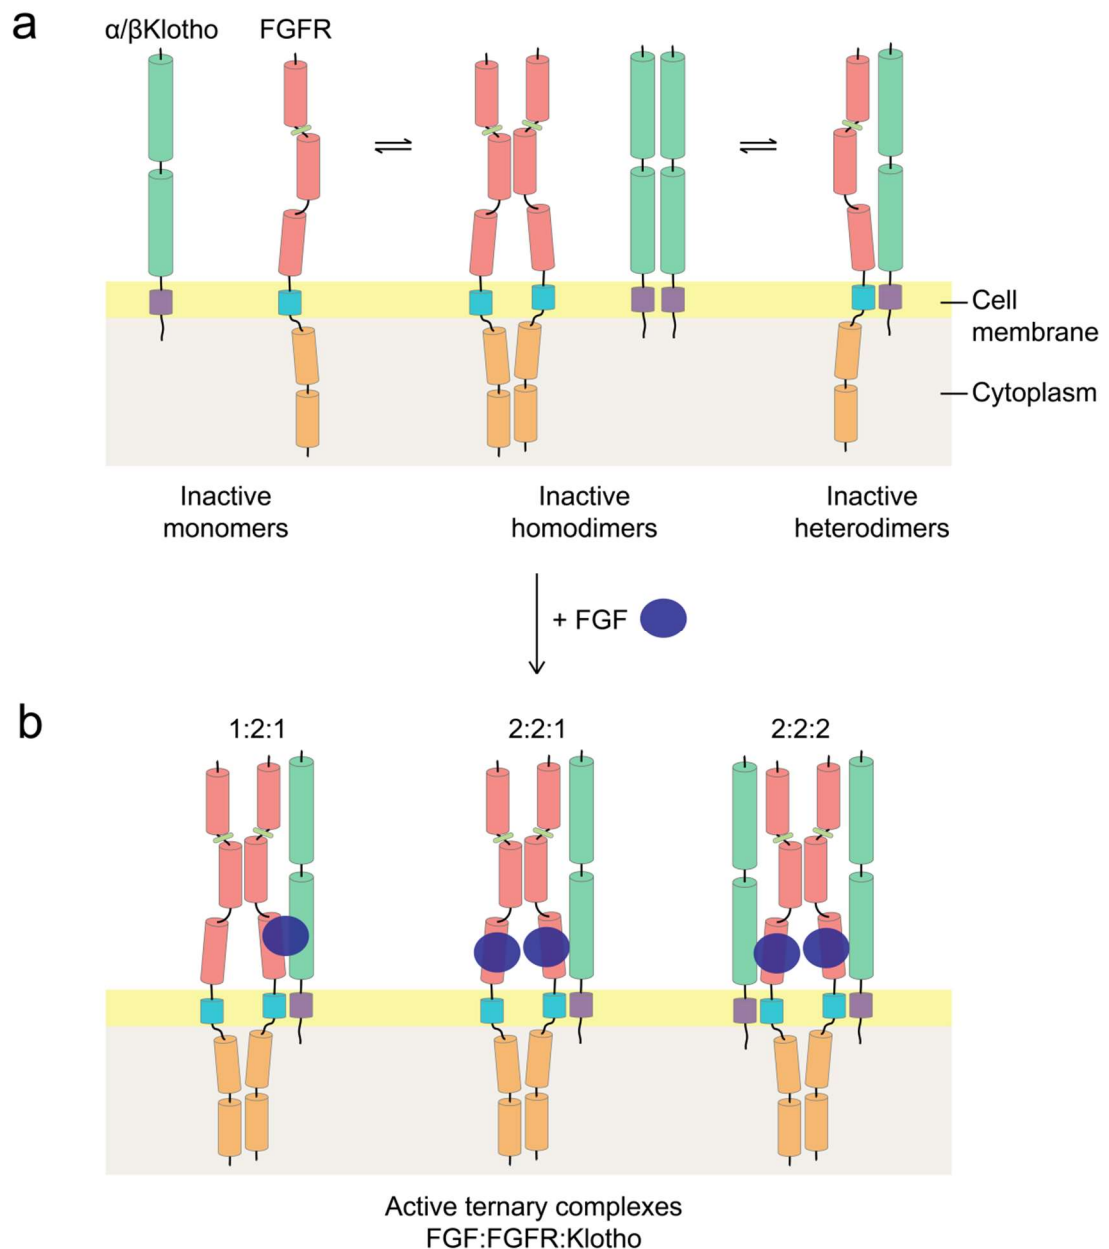 a
α/βKlotho FGFR
Cell
membrane
Cytoplasm
Inactive
monomers
Inactive
homodimers
Inactive
heterodimers
+ FGF
b
1:2:1 2:2:1 2:2:2
Active ternary complexes
FGF:FGFR:Klotho